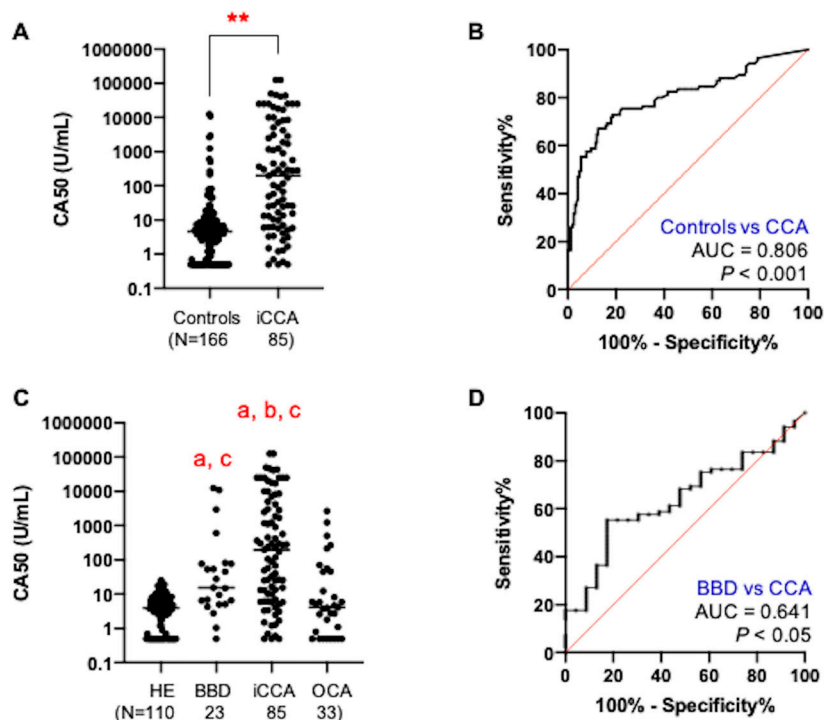 A
**
1000000
100000
10000
1000
100
10
1
0.1
CA50 (U/mL)
Controls iCCA
(N=166 85)
B
100
80
60
40
20
0
Sensitivity%
Controls vs CCA
AUC = 0.806
P < 0.001
0 20 40 60 80 100
100% - Specificity%
C
a, b, c
a, c
1000000
100000
10000
1000
100
10
1
0.1
CA50 (U/mL)
HE BBD iCCA OCA
(N=110 23 85 33)
D
100
80
60
40
20
0
Sensitivity%
BBD vs CCA
AUC = 0.641
P < 0.05
0 20 40 60 80 100
100% - Specificity%